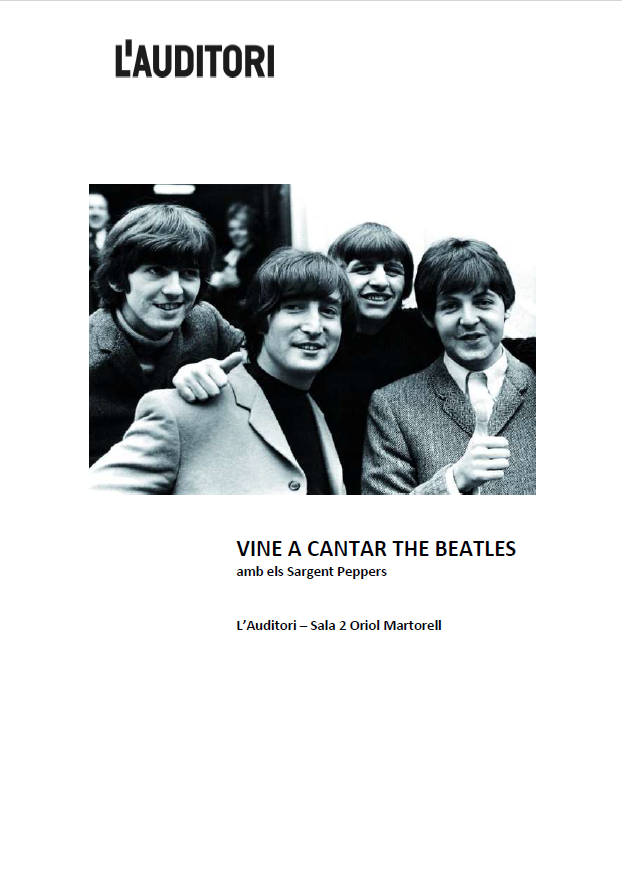 L'AUDITORI
VINE A CANTAR THE BEATLES
amb els Sargent Peppers
L’Auditori – Sala 2 Oriol Martorell